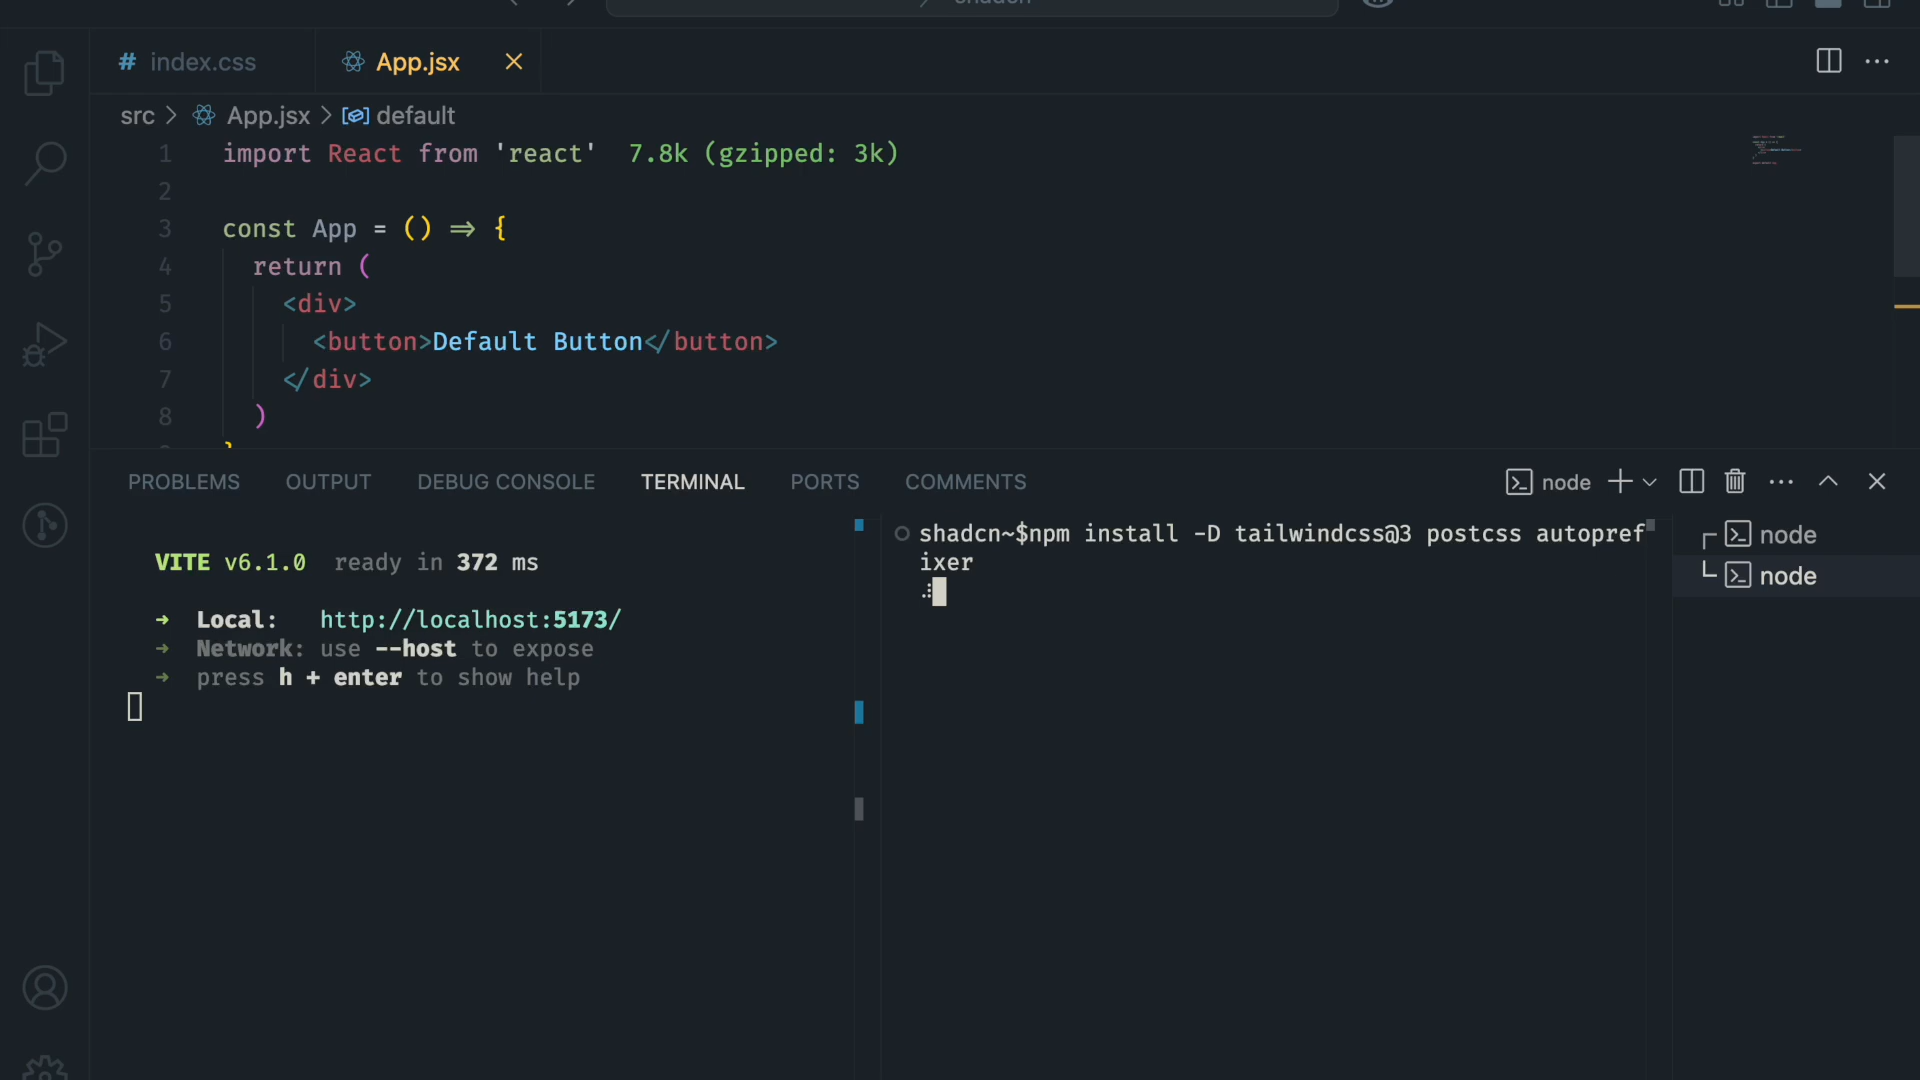 # index.css
App.jsx
src > App.jsx > default
1 import React from 'react' 7.8k (gzipped: 3k)
2
3 const App = () => {
4 return (
5 <div>
6 <button>Default Button</button>
7 </div>
8 )
}
PROBLEMS OUTPUT DEBUG CONSOLE TERMINAL PORTS COMMENTS
node
VITE v6.1.0 ready in 372 ms
➜ Local: http://localhost:5173/
➜ Network: use --host to expose
➜ press h + enter to show help
shadcn~$npm install -D tailwindcss@3 postcss autopref
ixer
node
node